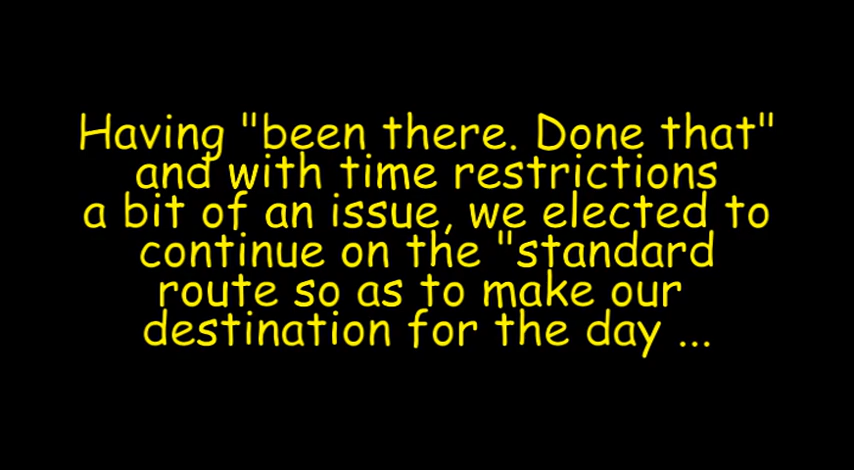 Having "been there. Done that"
and with time restrictions
a bit of an issue, we elected to
continue on the "standard
route so as to make our
destination for the day ...